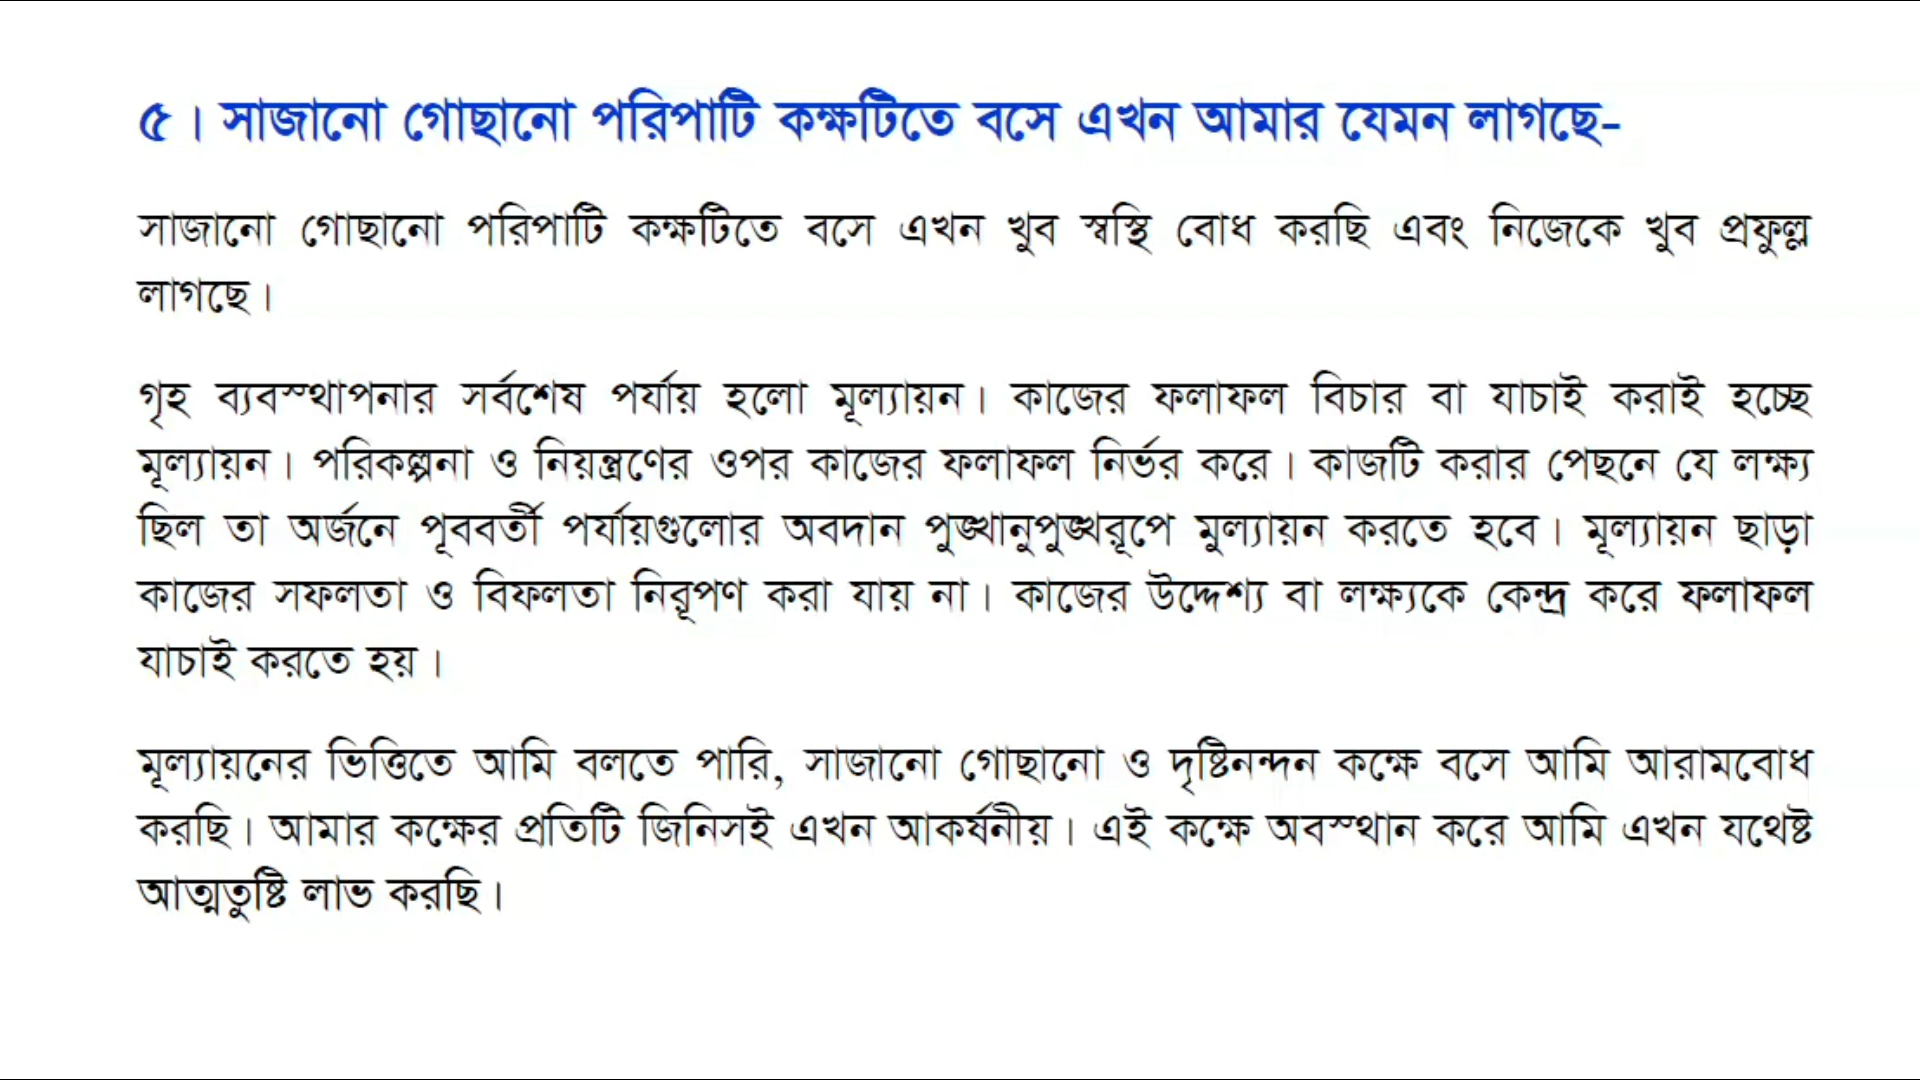 ৫। সাজানো গোছানো পরিপাটি কক্ষটিতে বসে এখন আমার যেমন লাগছে-
সাজানো গোছানো পরিপাটি কক্ষটিতে বসে এখন খুব স্বস্থি বোধ করছি এবং নিজেকে খুব প্রফুল্ল
লাগছে।
গৃহ ব্যবস্থাপনার সর্বশেষ পর্যায় হলো মূল্যায়ন। কাজের ফলাফল বিচার বা যাচাই করাই হচ্ছে
মূল্যায়ন। পরিকল্পনা ও নিয়ন্ত্রণের ওপর কাজের ফলাফল নির্ভর করে। কাজটি করার পেছনে যে লক্ষ্য
ছিল তা অর্জনে পূববর্তী পর্যায়গুলোর অবদান পুঙ্খানুপুঙ্খরূপে মুল্যায়ন করতে হবে। মূল্যায়ন ছাড়া
কাজের সফলতা ও বিফলতা নিরূপণ করা যায় না। কাজের উদ্দেশ্য বা লক্ষ্যকে কেন্দ্র করে ফলাফল
যাচাই করতে হয়।
মূল্যায়নের ভিত্তিতে আমি বলতে পারি, সাজানো গোছানো ও দৃষ্টিনন্দন কক্ষে বসে আমি আরামবোধ
করছি। আমার কক্ষের প্রতিটি জিনিসই এখন আকর্ষনীয়। এই কক্ষে অবস্থান করে আমি এখন যথেষ্ট
আত্মতুষ্টি লাভ করছি।